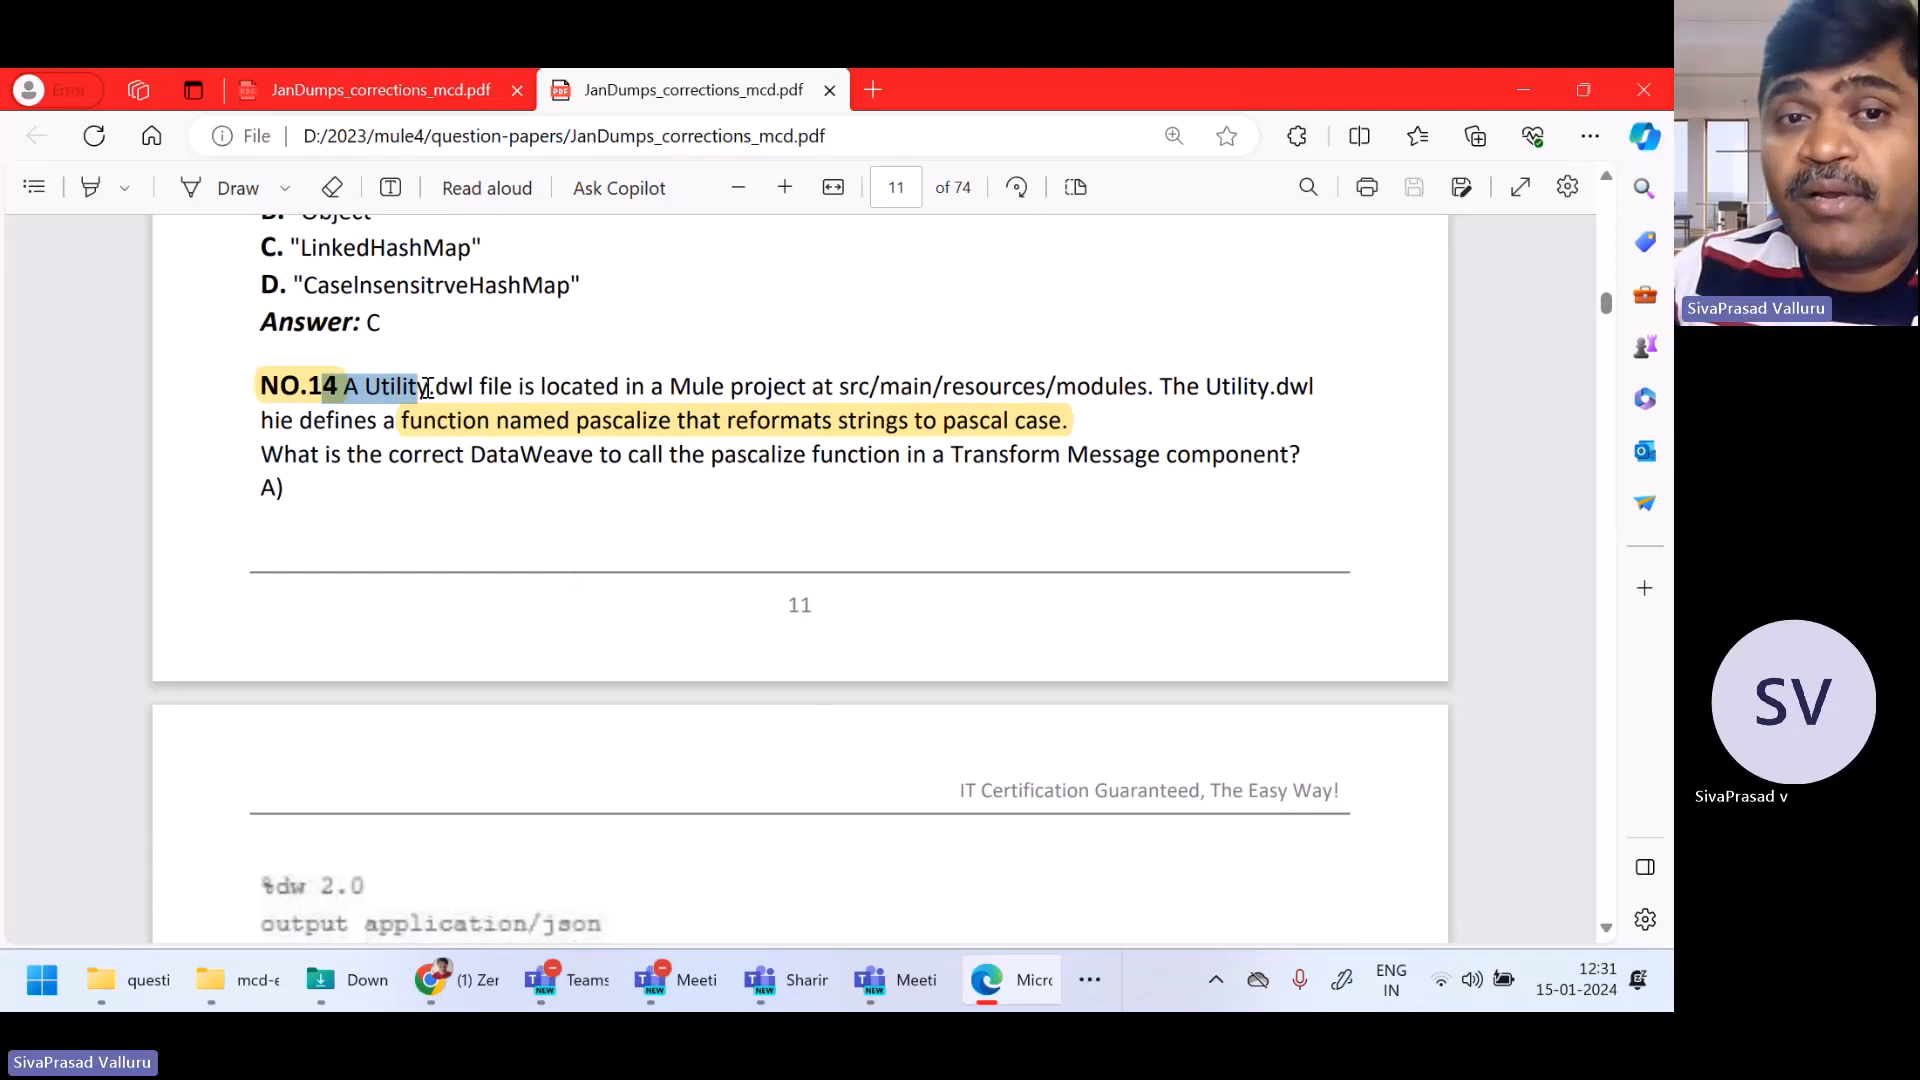 Error
JanDumps_corrections_mcd.pdf
JanDumps_corrections_mcd.pdf
File
D:/2023/mule4/question-papers/JanDumps_corrections_mcd.pdf
Draw
Read aloud
Ask Copilot
11
of 74
C. "LinkedHashMap"
D. "CaseInsensitrveHashMap"
Answer: C
NO.14 A Utility.dwl file is located in a Mule project at src/main/resources/modules. The Utility.dwl
hie defines a function named pascalize that reformats strings to pascal case.
What is the correct DataWeave to call the pascalize function in a Transform Message component?
A)
11
IT Certification Guaranteed, The Easy Way!
%dw 2.0
output application/json
SivaPrasad Valluru
SV
SivaPrasad v
questi
mcd-e
Down
(1) Zer
NEW
Teams
NEW
Meeti
NEW
Sharir
NEW
Meeti
Micro
ENG
IN
12:31
15-01-2024
SivaPrasad Valluru